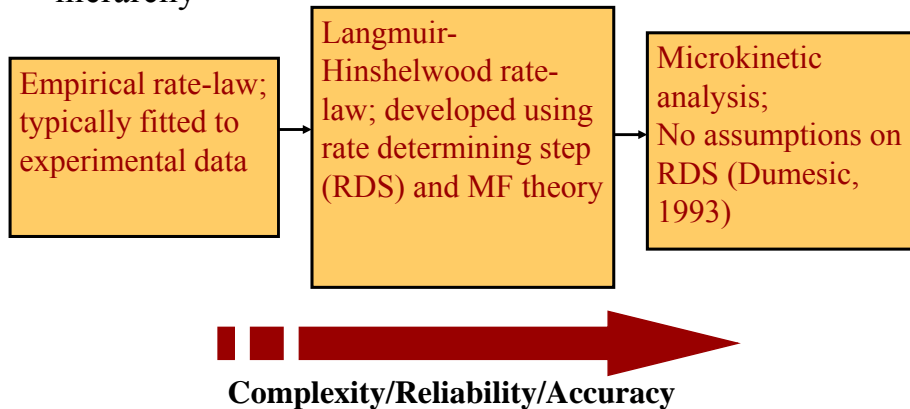 hierarchy
Empirical rate-law;
typically fitted to
experimental data
Langmuir-
Hinshelwood rate-
law; developed using
rate determining step
(RDS) and MF theory
Microkinetic
analysis;
No assumptions on
RDS (Dumesic,
1993)
Complexity/Reliability/Accuracy